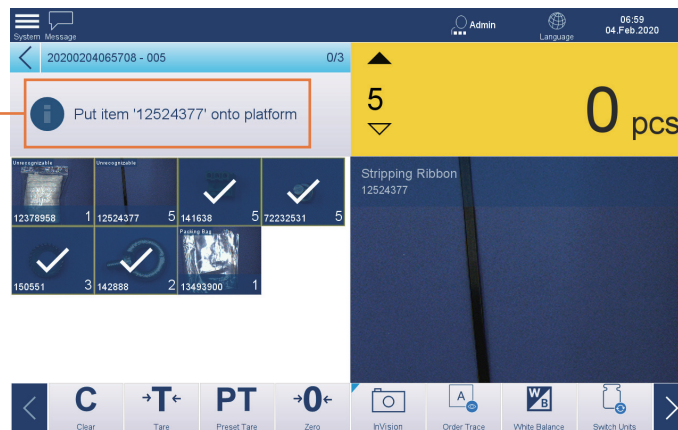 System Message
Admin
Language
06:59
04.Feb.2020
20200204065708 - 005
0/3
Put item '12524377' onto platform
5
0 pcs
Unrecognizable
12378958 1
Unrecognizable
12524377 5
141638 5
72232531 5
150551 3
142888 2
Packing Bag
13493900 1
Stripping Ribbon
12524377
C
Clear
T
Tare
PT
Preset Tare
0
Zero
InVision
A
Order Trace
W/B
White Balance
Switch Units